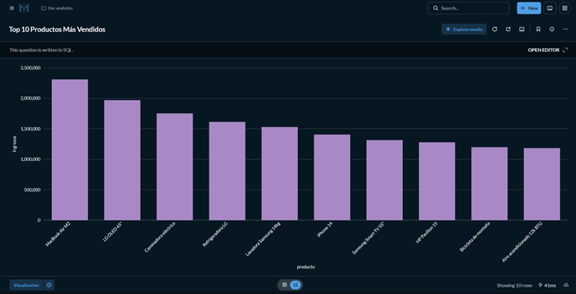 Our analytics
Search...
+ New
Top 10 Productos Más Vendidos
Explore results
This question is written in SQL.
OPEN EDITOR
2,500,000
2,000,000
1,500,000
1,000,000
500,000
0
ingresos
MacBook Air M2
LG OLED 65"
Caminadora eléctrica
Refrigeradora LG
Lavadora Samsung 14kg
iPhone 14
Samsung Smart TV 55"
HP Pavilion 15
Bicicleta de montaña
Aire acondicionado 12k BTU
producto
Visualization
Showing 10 rows
41ms